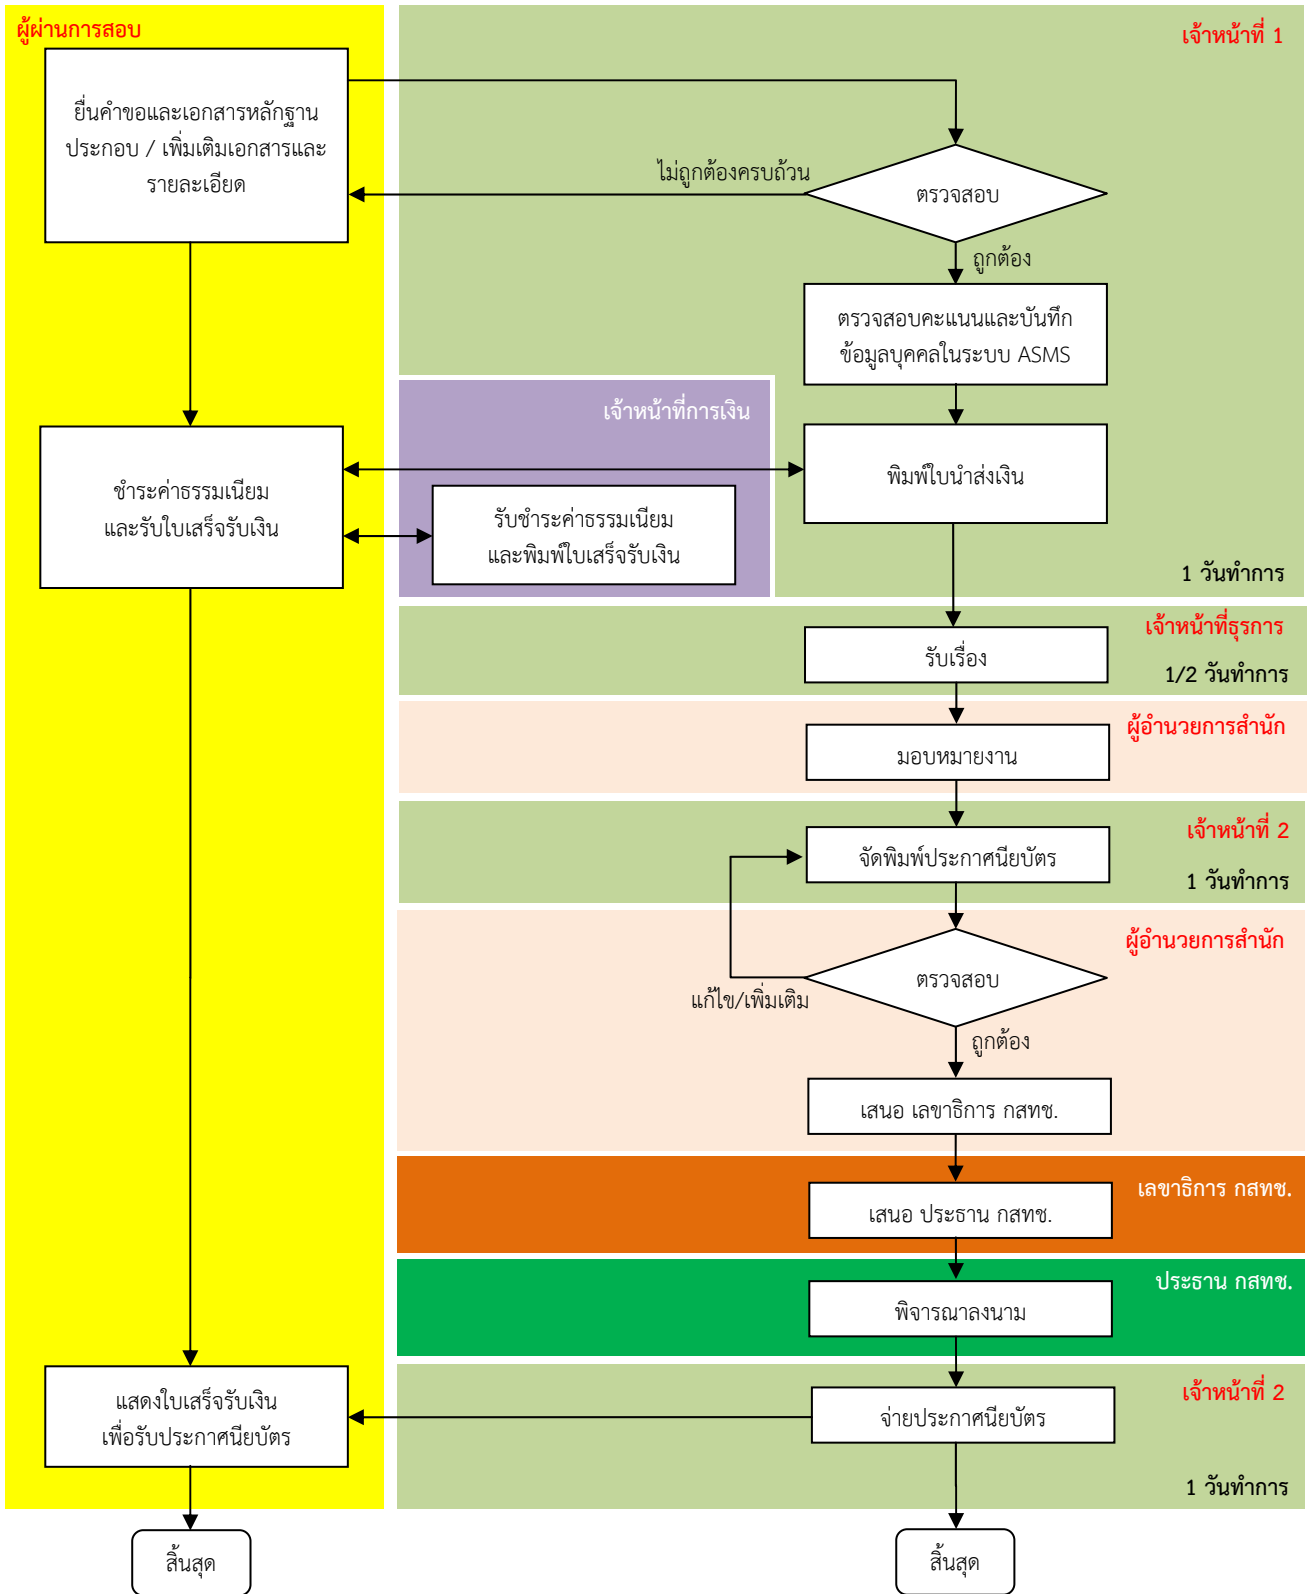 ผู้ผ่านการสอบ
เจ้าหน้าที่ 1
ยื่นคำขอและเอกสารหลักฐาน
ประกอบ / เพิ่มเติมเอกสารและ
รายละเอียด
ไม่ถูกต้องครบถ้วน
ตรวจสอบ
ถูกต้อง
ตรวจสอบคะแนนและบันทึก
ข้อมูลบุคคลในระบบ ASMS
เจ้าหน้าที่การเงิน
ชำระค่าธรรมเนียม
และรับใบเสร็จรับเงิน
พิมพ์ใบนำส่งเงิน
รับชำระค่าธรรมเนียม
และพิมพ์ใบเสร็จรับเงิน
1 วันทำการ
เจ้าหน้าที่ธุรการ
รับเรื่อง
1/2 วันทำการ
ผู้อำนวยการสำนัก
มอบหมายงาน
เจ้าหน้าที่ 2
จัดพิมพ์ประกาศนียบัตร
1 วันทำการ
ผู้อำนวยการสำนัก
ตรวจสอบ
แก้ไข/เพิ่มเติม
ถูกต้อง
เสนอ เลขาธิการ กสทช.
เลขาธิการ กสทช.
เสนอ ประธาน กสทช.
ประธาน กสทช.
พิจารณาลงนาม
เจ้าหน้าที่ 2
แสดงใบเสร็จรับเงิน
เพื่อรับประกาศนียบัตร
จ่ายประกาศนียบัตร
1 วันทำการ
สิ้นสุด
สิ้นสุด